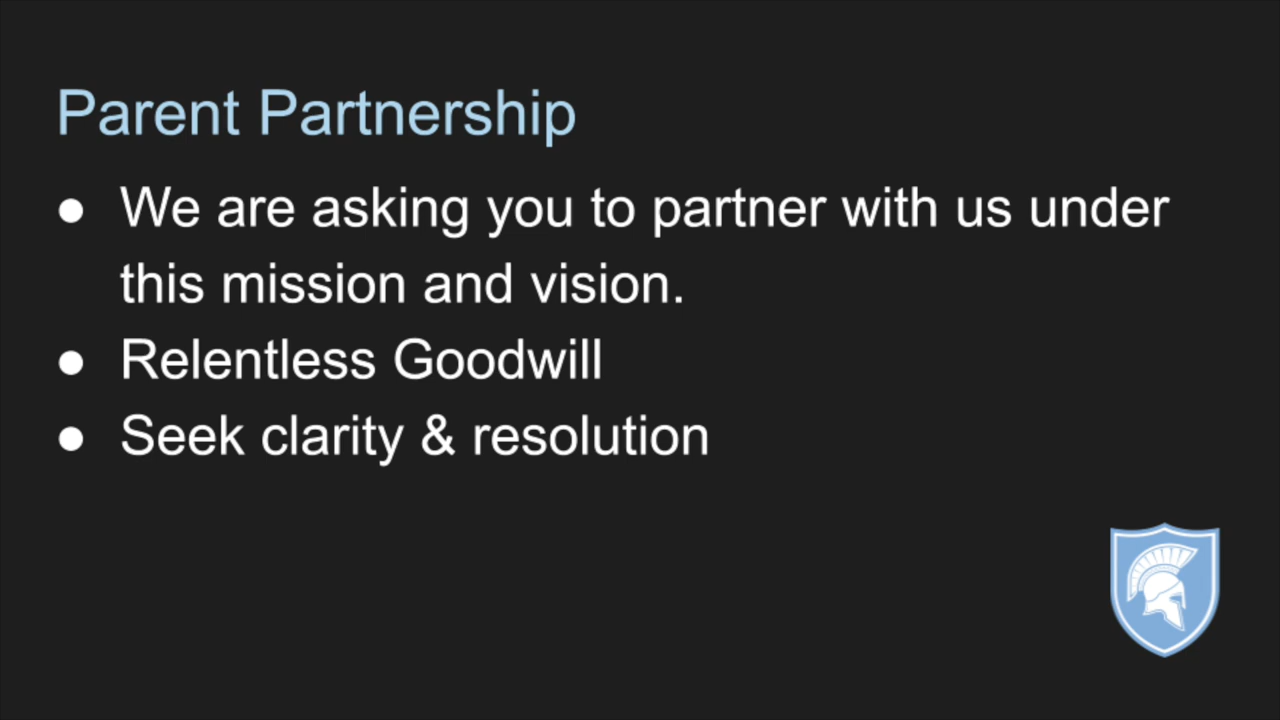 Parent Partnership
● We are asking you to partner with us under
this mission and vision.
● Relentless Goodwill
● Seek clarity & resolution